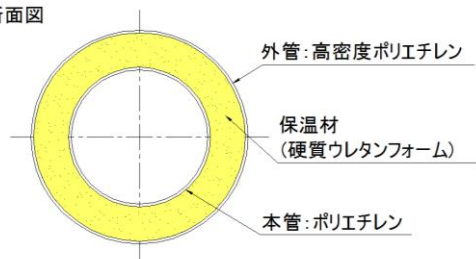 面図
外管：高密度ポリエチレン
保温材
（硬質ウレタンフォーム）
本管：ポリエチレン